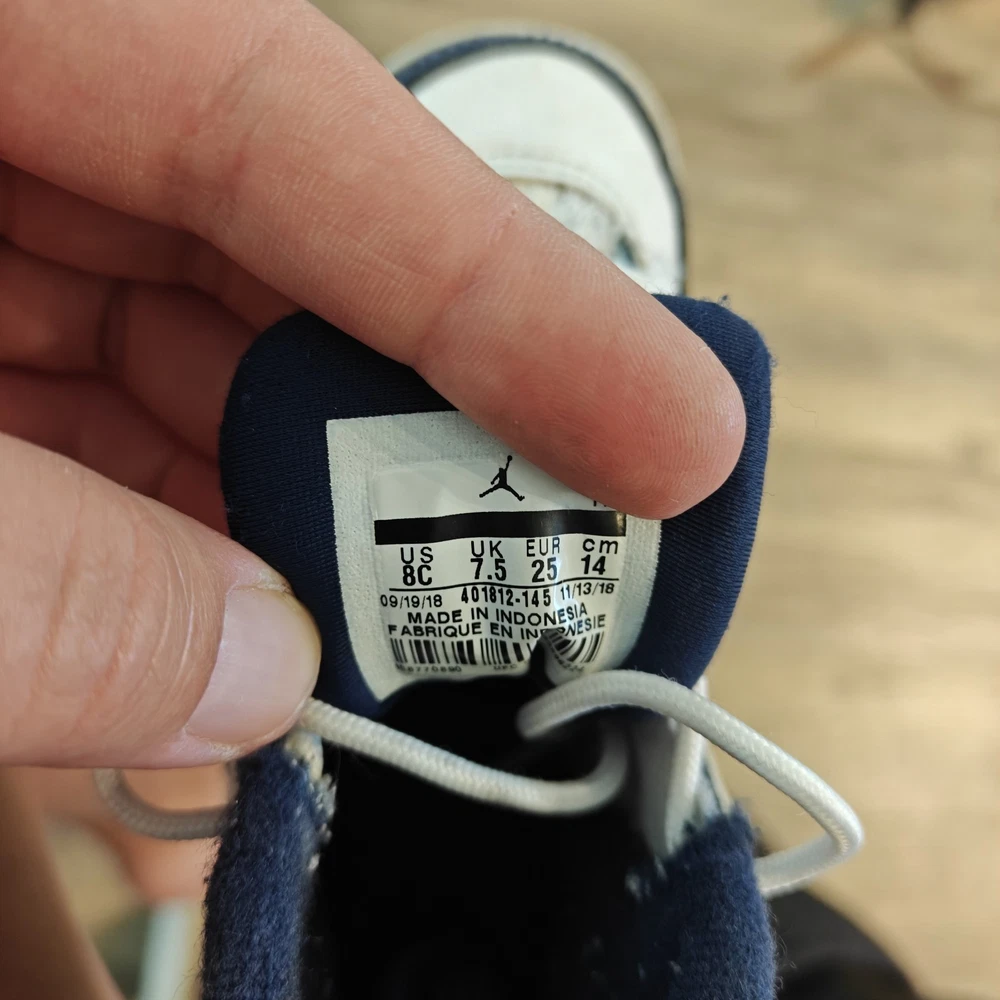 US UK EUR cm
8C 7.5 25 14
09/19/18 401812-145 11/13/18
MADE IN INDONESIA
FABRIQUE EN INDONESIE